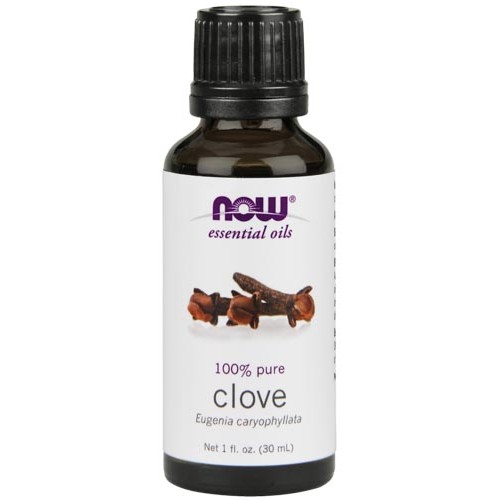 now®
essential oils
100% pure
clove
Eugenia caryophyllata
Net 1 fl. oz. (30 mL)